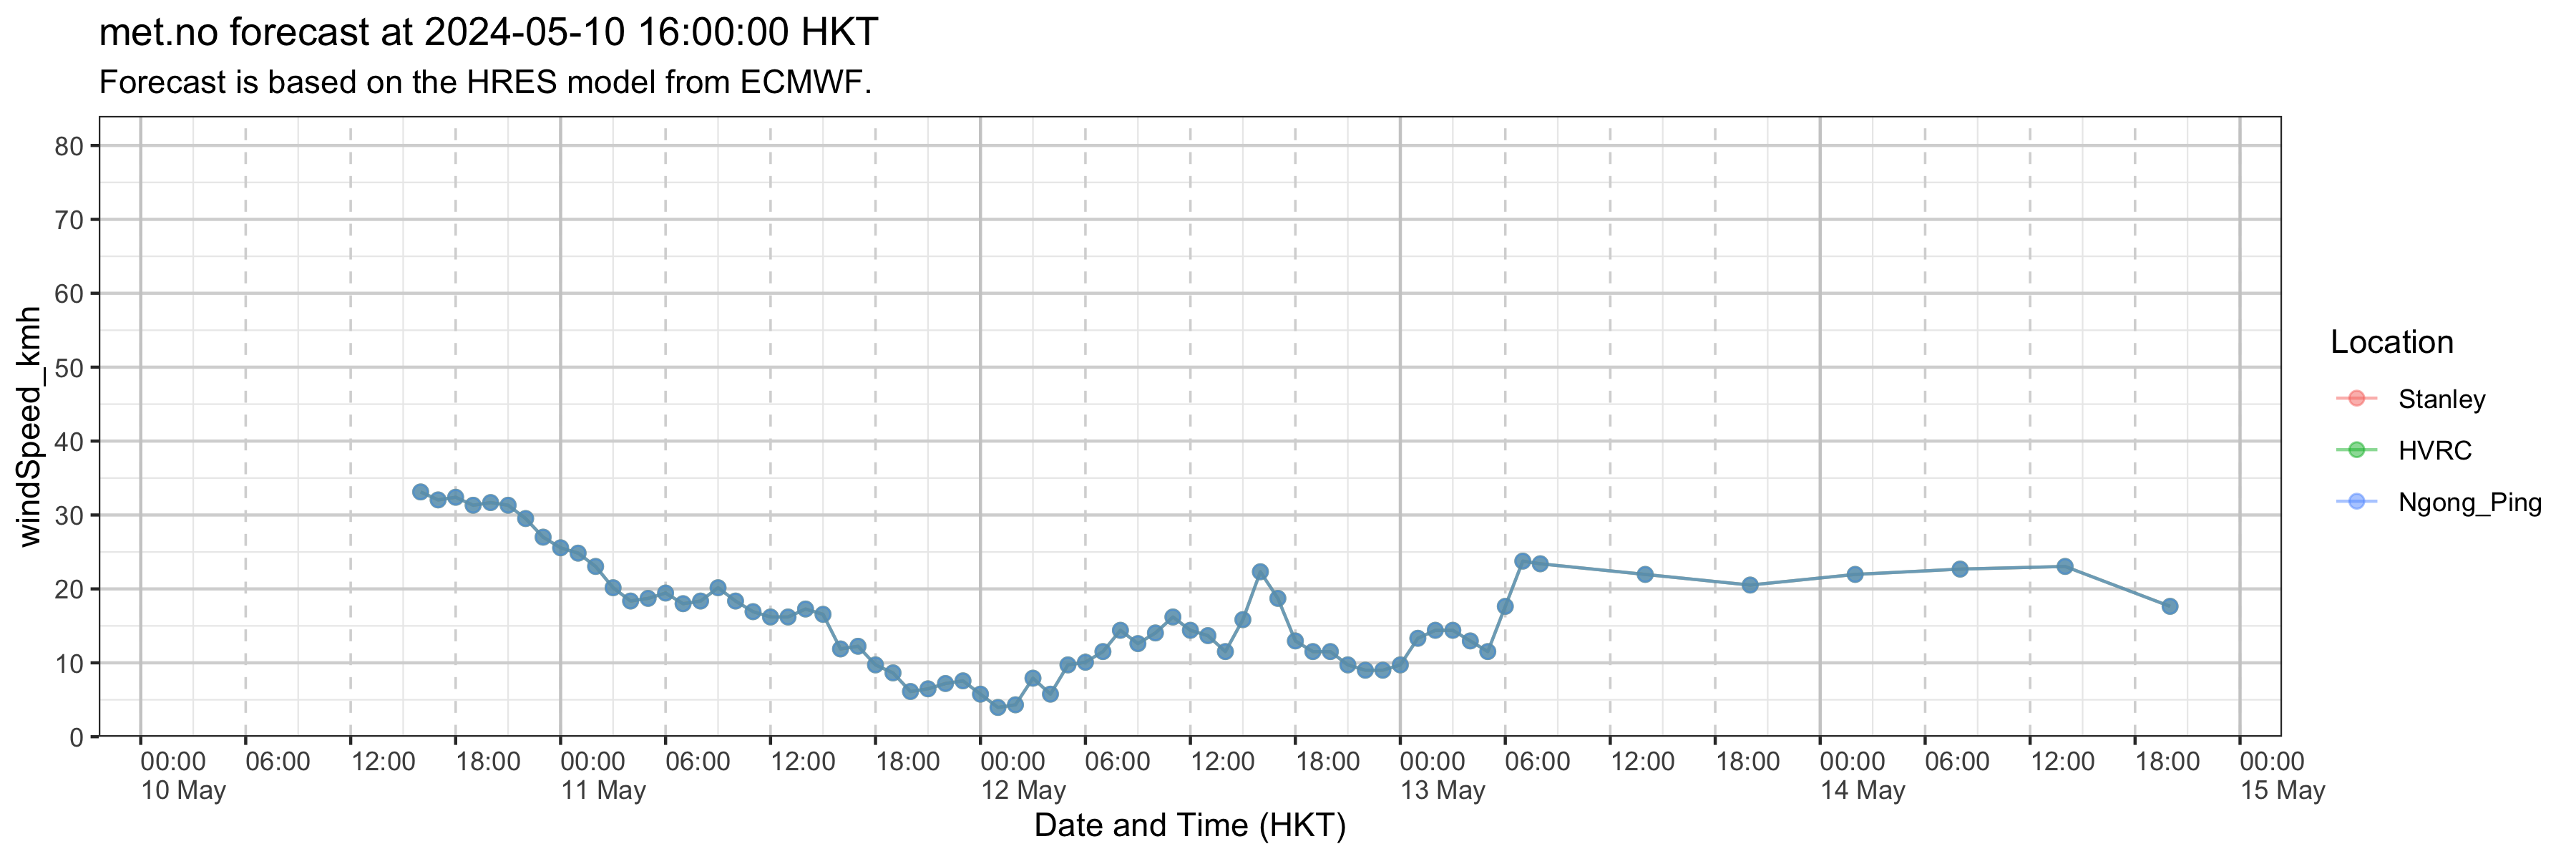 met.no forecast at 2024-05-10 16:00:00 HKT
Forecast is based on the HRES model from ECMWF.
windSpeed_kmh
80
70
60
50
40
30
20
10
0
00:00 06:00 12:00 18:00 00:00 06:00 12:00 18:00 00:00 06:00 12:00 18:00 00:00 06:00 12:00 18:00 00:00 06:00 12:00 18:00 00:00
10 May 11 May 12 May 13 May 14 May 15 May
Date and Time (HKT)
Location
Stanley
HVRC
Ngong_Ping